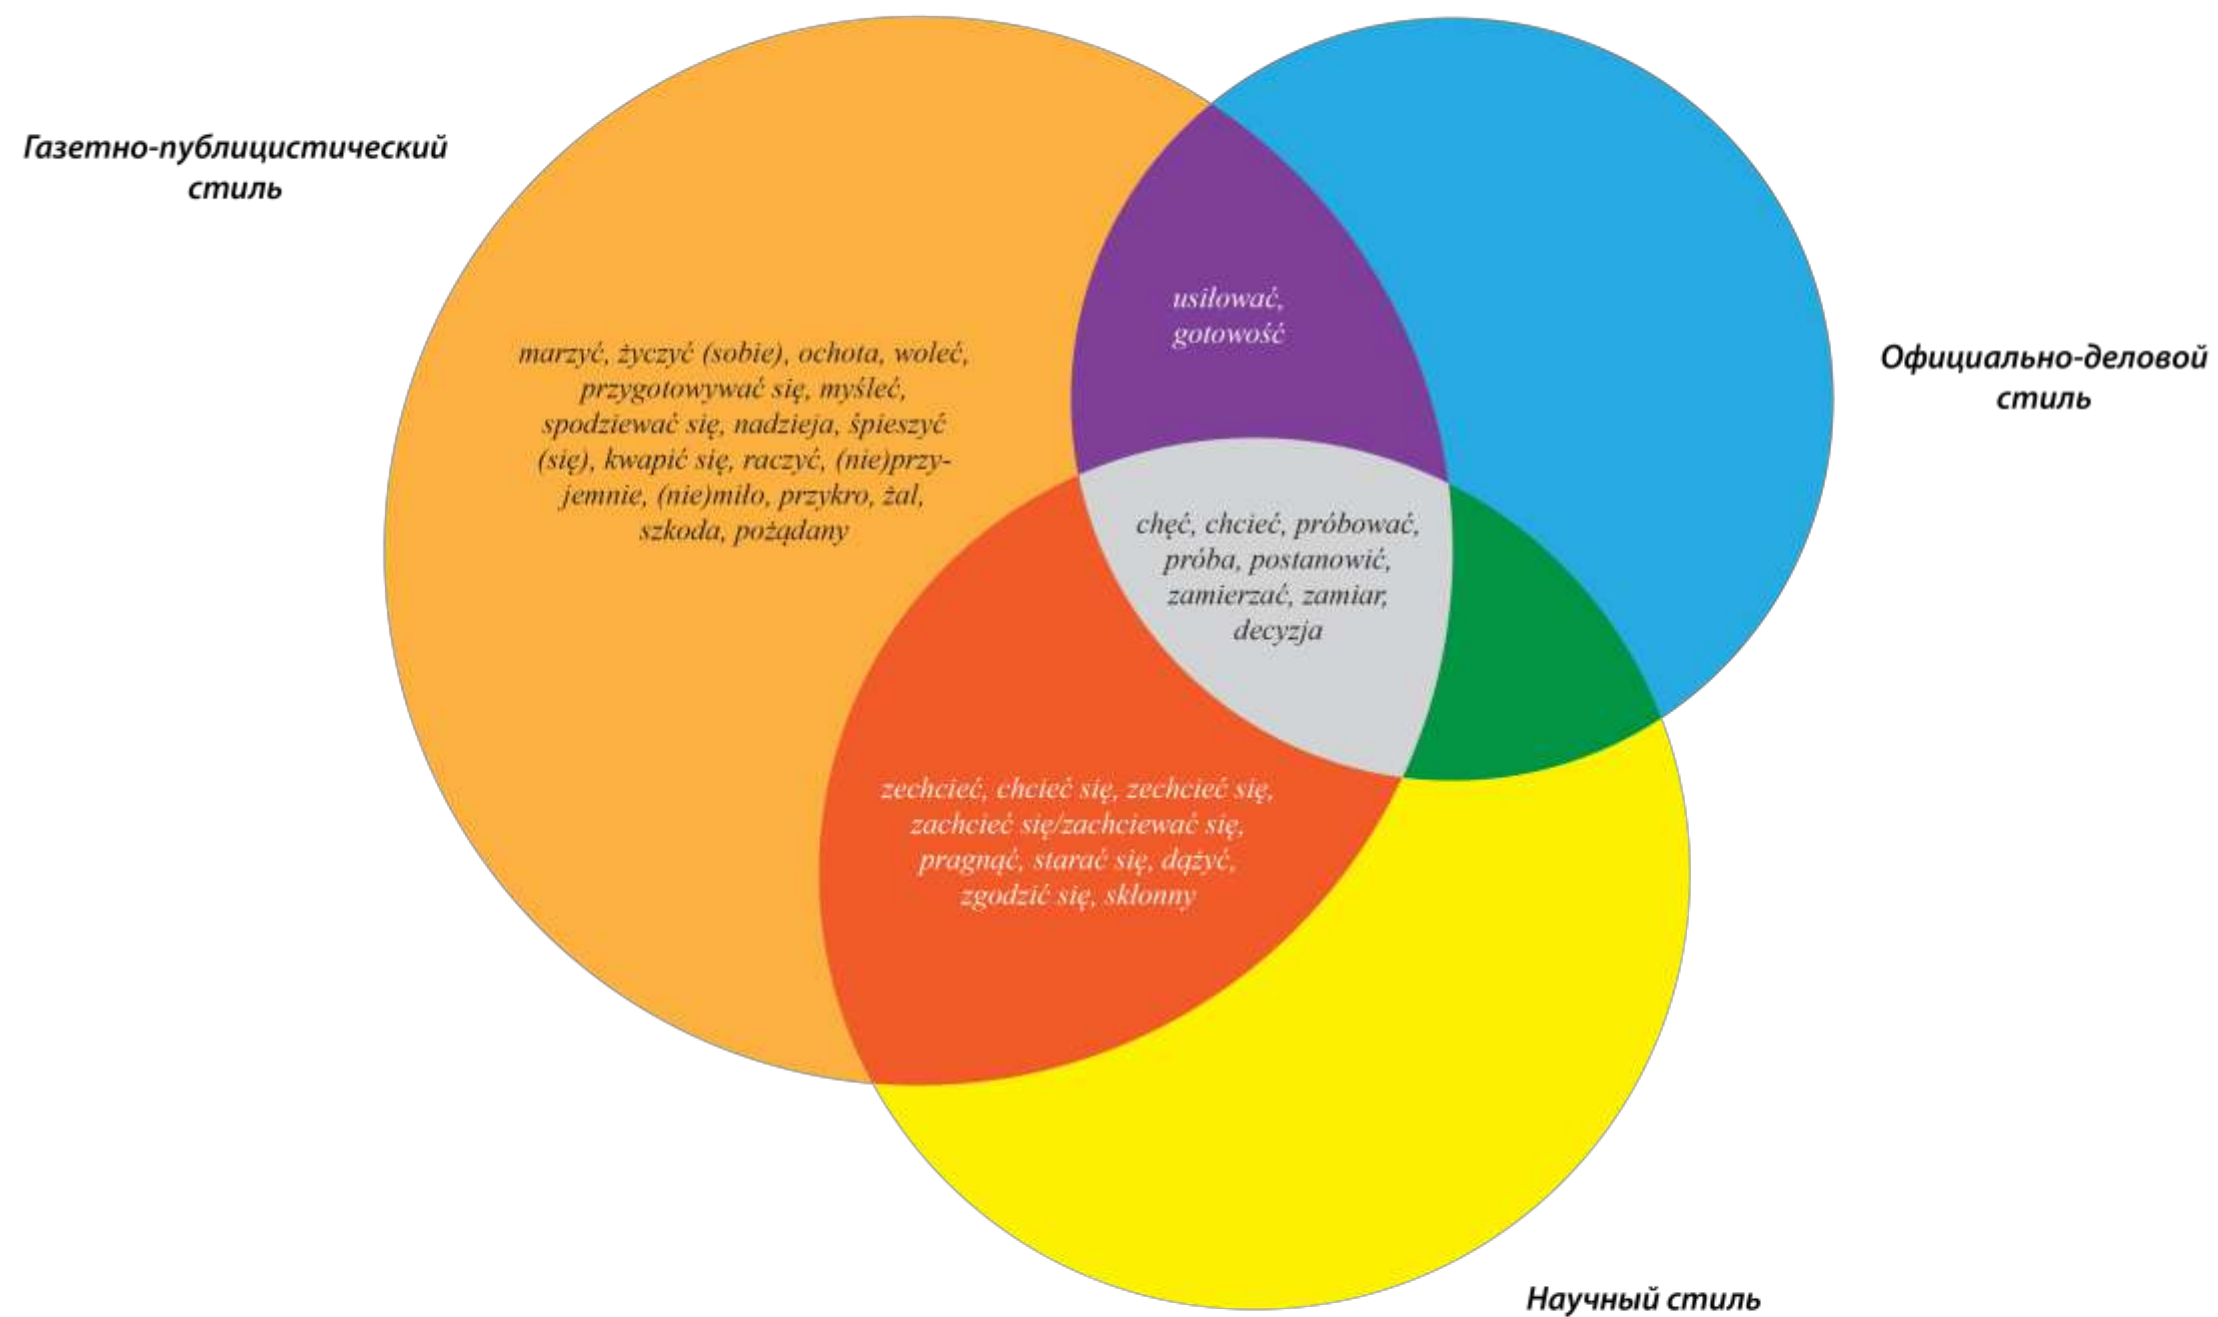 Газетно-публицистический
стиль
usiłować,
gotowość
marzyć, życzyć (sobie), ochota, woleć,
przygotowywać się, myśleć,
spodziewać się, nadzieja, śpieszyć
(się), kwapić się, raczyć, (nie)przy-
jemnie, (nie)miło, przykro, żal,
szkoda, pożądany
Официально-деловой
стиль
chęć, chcieć, próbować,
próba, postanowić,
zamierzać, zamiar,
decyzja
zechcieć, chcieć się, zechcieć się,
zachcieć się/zachciewać się,
pragnąć, starać się, dążyć,
zgodzić się, skłonny
Научный стиль